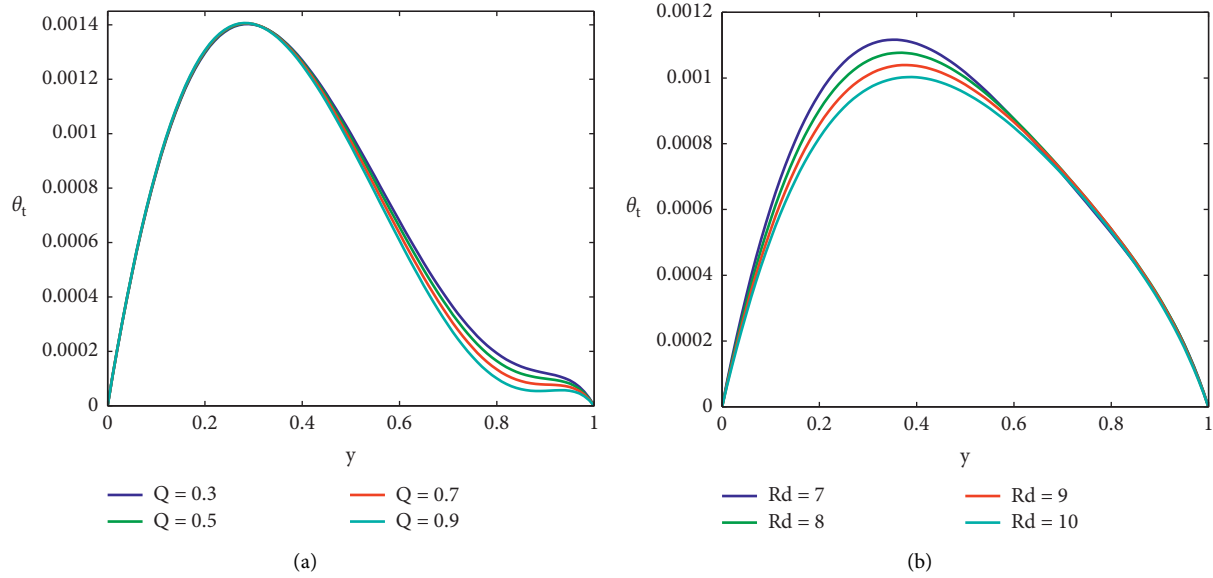 0.0014
0.0012
0.001
0.0008
θt
0.0006
0.0004
0.0002
0
0 0.2 0.4 0.6 0.8 1
y
Q = 0.3 Q = 0.7
Q = 0.5 Q = 0.9
(a)
0.0012
0.001
0.0008
θt
0.0006
0.0004
0.0002
0
0 0.2 0.4 0.6 0.8 1
y
Rd = 7 Rd = 9
Rd = 8 Rd = 10
(b)